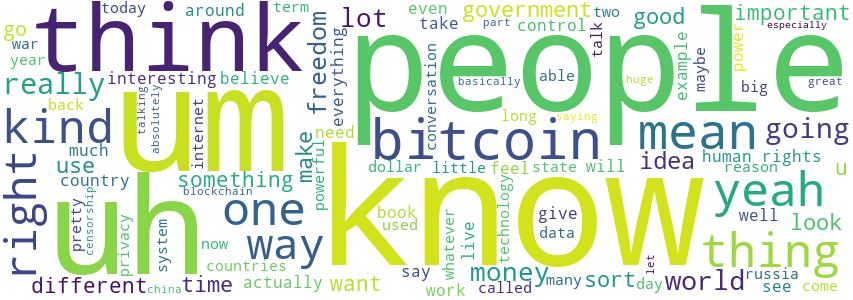 today
around
term
lot
even
government
two
good
important
go
war
year
think
freedom
everything
take
control
talk
part
people
example
maybe
power
especially
really
interesting
believe
conversation
basically
able
huge
big
great
back
um
talking
absolutely
internet
need
long
saying
kind
bitcoin
mean
going
right
much
use
country
something
make
powerful
dollar
little
feel
state
will
idea
human rights
reason
u
blockchain
know
yeah
pretty
censorship
privacy
uh
system
one
way
now
book
used
whatever
live
technology
give
data
well
look
thing
countries
different
china
time
actually
want
say
work
money
called
many
sort
day
let
world
russia
see
come